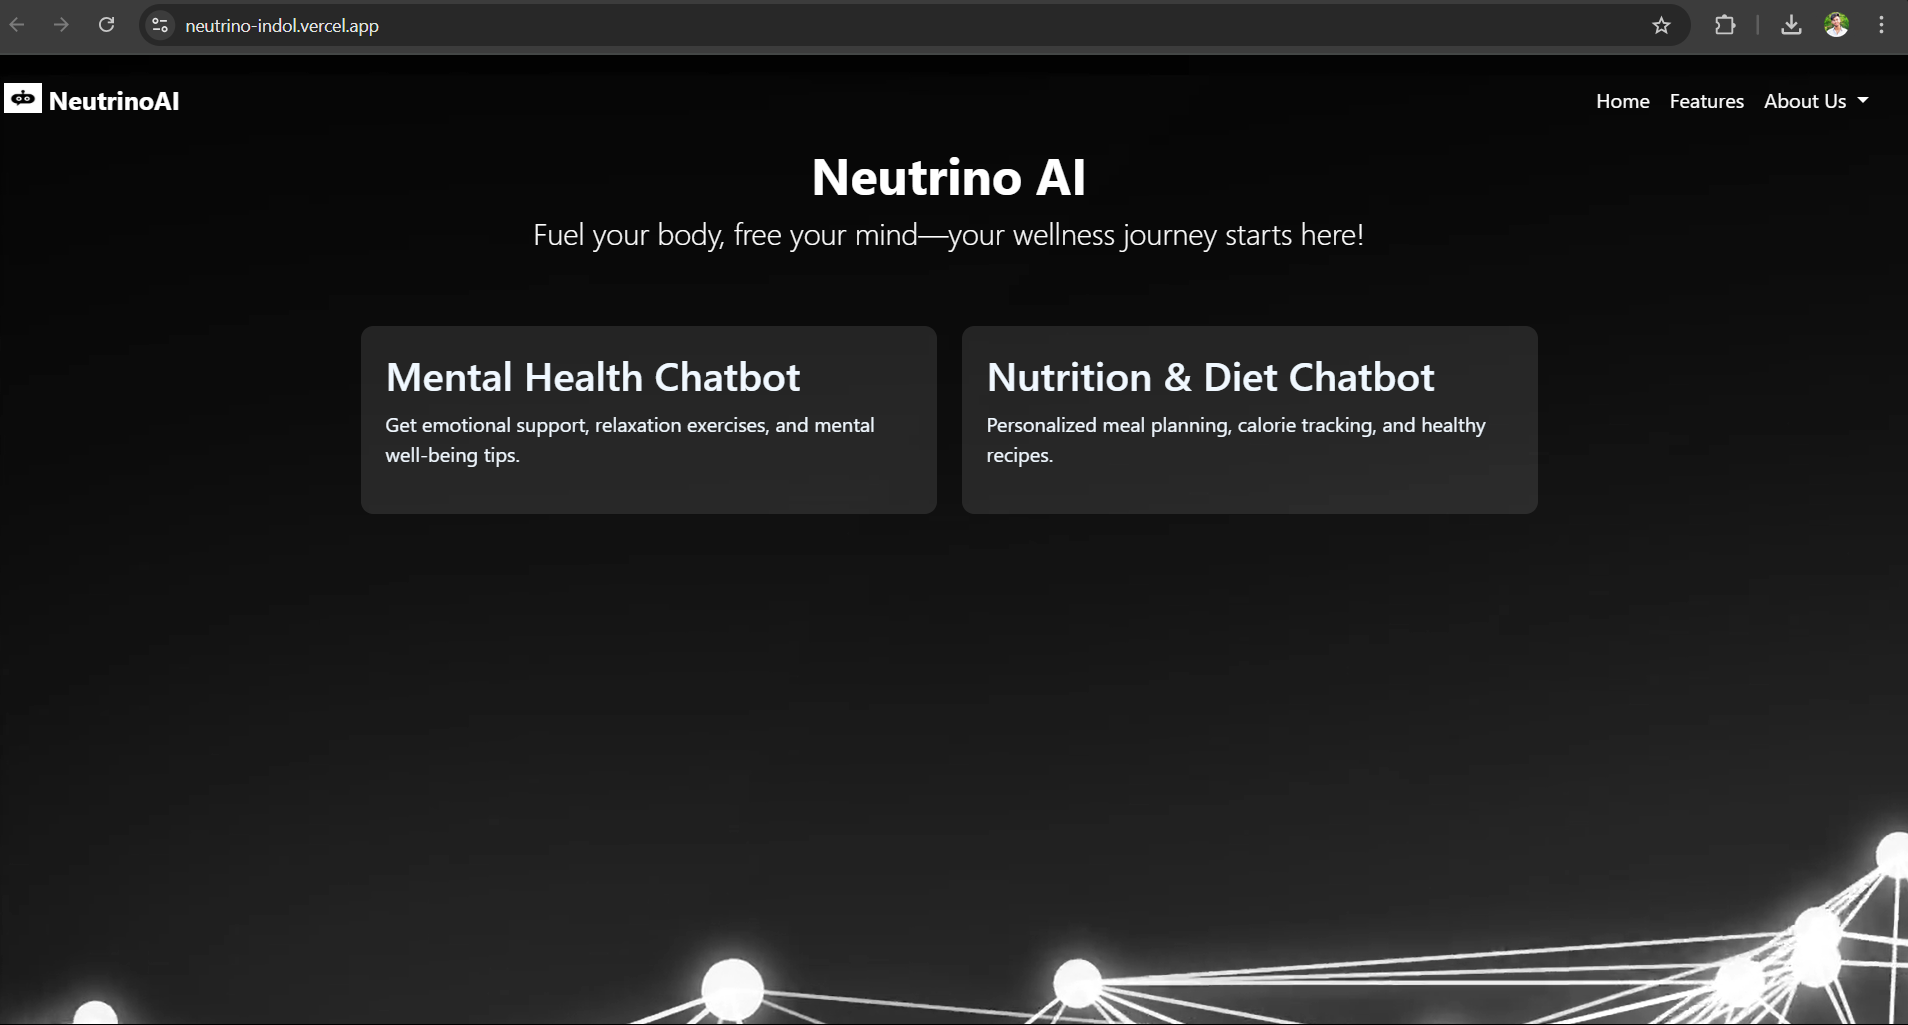 neutrino-indol.vercel.app
NeutrinoAI
Home Features About Us
Neutrino AI
Fuel your body, free your mind—your wellness journey starts here!
Mental Health Chatbot
Get emotional support, relaxation exercises, and mental
well-being tips.
Nutrition & Diet Chatbot
Personalized meal planning, calorie tracking, and healthy
recipes.